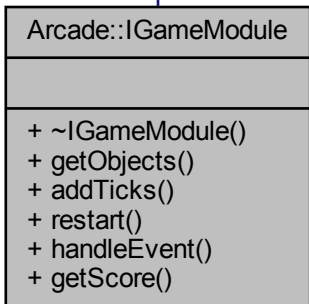 Arcade::IGameModule
+ ~IGameModule()
+ getObjects()
+ addTicks()
+ restart()
+ handleEvent()
+ getScore()